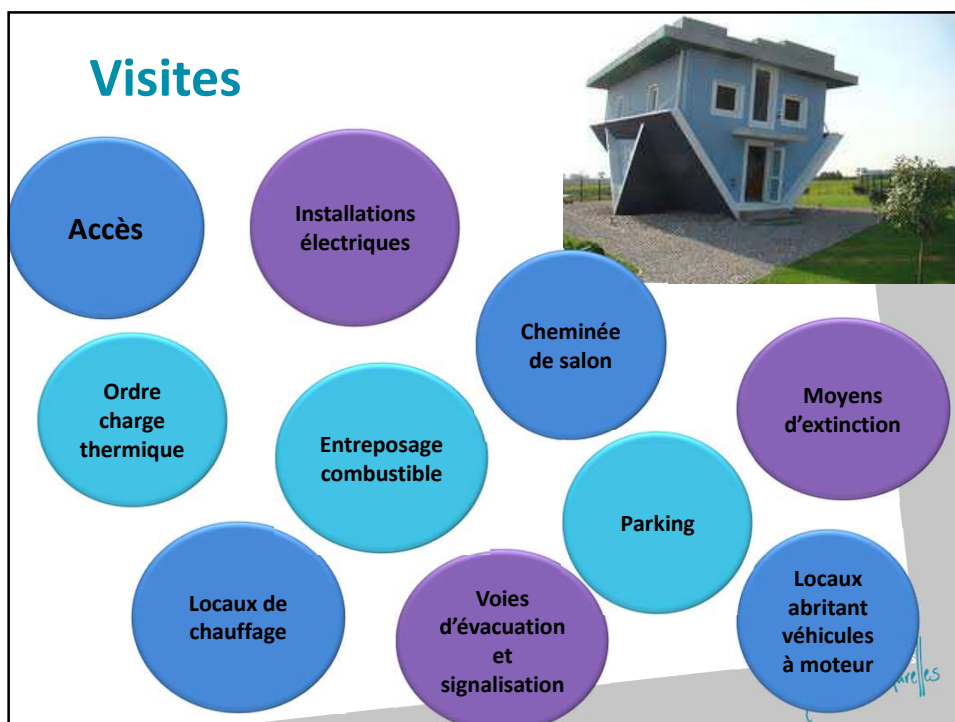 Visites
Accès
Installations
électriques
Cheminée
de salon
Ordre
charge
thermique
Entreposage
combustible
Moyens
d'extinction
Parking
Locaux de
chauffage
Voies
d'évacuation
et
signalisation
Locaux
abritant
véhicules
à moteur